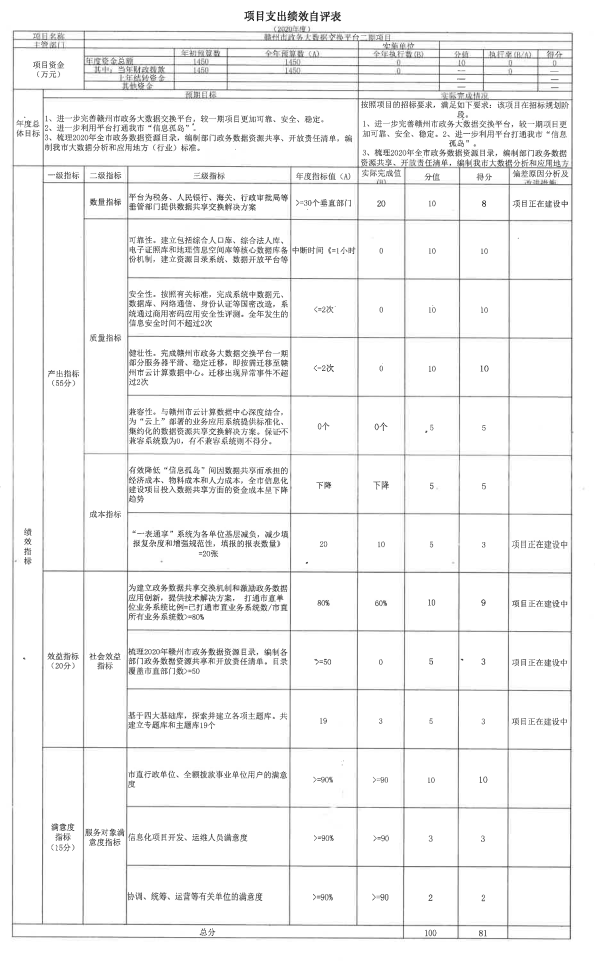 项目支出绩效自评表
（2020年度）
项目名称 赣州市政务大数据交换平台二期项目
主管部门 实施单位
项目资金
（万元） 年初预算数 全年预算数（A） 全年执行数(B) 分值 执行率(B/A) 得分
年度资金总额 1450 1450 0 10 0 0
其中：当年财政拨款 1450 1450 0 -- 0 —
上年结转资金 — —
其他资金 — —
年度总
体目标 预期目标 实际完成情况
1、进一步完善赣州市政务大数据交换平台，较一期项目更加可靠、安全、稳定。
2、进一步利用平台打通我市“信息孤岛”。
3、梳理2020年全市政务数据资源目录，编制部门政务数据资源共享、开放责任清单，编
制我市大数据分析和应用地方（行业）标准。
按照项目的招标要求，满足如下要求：该项目在招标规划阶
段。
1、进一步完善赣州市政务大数据交换平台，较一期项目更
加可靠、安全、稳定。2、进一步利用平台打通我市“信息
孤岛”。
3、梳理2020年全市政务数据资源目录，编制部门政务数据
资源共享、开放责任清单，编制我市大数据分析和应用地方
绩
效
指
标
一级指标 二级指标 三级指标 年度指标值（A） 实际完成值 分值 得分 偏差原因分析及
产出指标
（55分）
数量指标
平台为税务、人民银行、海关、行政审批局等
垂管部门提供数据共享交换解决方案 >=30个垂直部门 20 10 8 项目正在建设中
质量指标
可靠性。建立包括综合人口库、综合法人库、
电子证照库和地理信息空间库等核心数据库备
份机制，建立资源目录系统、数据开放平台等 中断时间《=1小时 0 10 10
安全性。按照有关标准，完成系统中数据元、
数据库、网络通信、身份认证等国密改造，系
统通过商用密码应用安全性评测。全年发生的
信息安全时间不超过2次 <=2次 0 10 10
健壮性。完成赣州市政务大数据交换平台一期
部分服务器平滑、稳定迁移，即按需迁移至赣
州市云计算数据中心。迁移出现异常事件不超
过2次 <=2次 0 10 10
兼容性。与赣州市云计算数据中心深度结合，
为“云上”部署的业务应用系统提供标准化、
集约化的数据资源共享交换解决方案。保证不
兼容系统数为0，有不兼容系统则不得分。 0个 0个 5 5
成本指标
有效降低“信息孤岛”间因数据共享而承担的
经济成本、物料成本和人力成本，全市信息化
建设项目投入数据共享方面的资金成本呈下降
趋势 下降 下降 5 5
“一表通享”系统为各单位基层减负，减少填
报复杂度和增强规范性，填报的报表数量》
=20张 20 10 5 3 项目正在建设中
效益指标
（20分）
社会效益
指标
为建立政务数据共享交换机制和激励政务数据
应用创新，提供技术解决方案， 打通市直单
位业务系统比例=已打通市直业务系统数/市直
所有业务系统数>=80% 80% 60% 10 9 项目正在建设中
梳理2020年赣州市政务数据资源目录，编制各
部门政务数据资源共享和开放责任清单。目录
覆盖市直部门数>=50 >=50 0 5 3 项目正在建设中
基于四大基础库，探索并建立各项主题库。共
建立专题库和主题库19个 19 3 5 3 项目正在建设中
满意度
指标
（15分）
服务对象满
意度指标
市直行政单位、全额拨款事业单位用户的满意
度 >=90% >=90 10 10
信息化项目开发、运维人员满意度 >=90% >=90 3 3
协调、统筹、运营等有关单位的满意度 >=90% >=90 2 2
总分 100 81